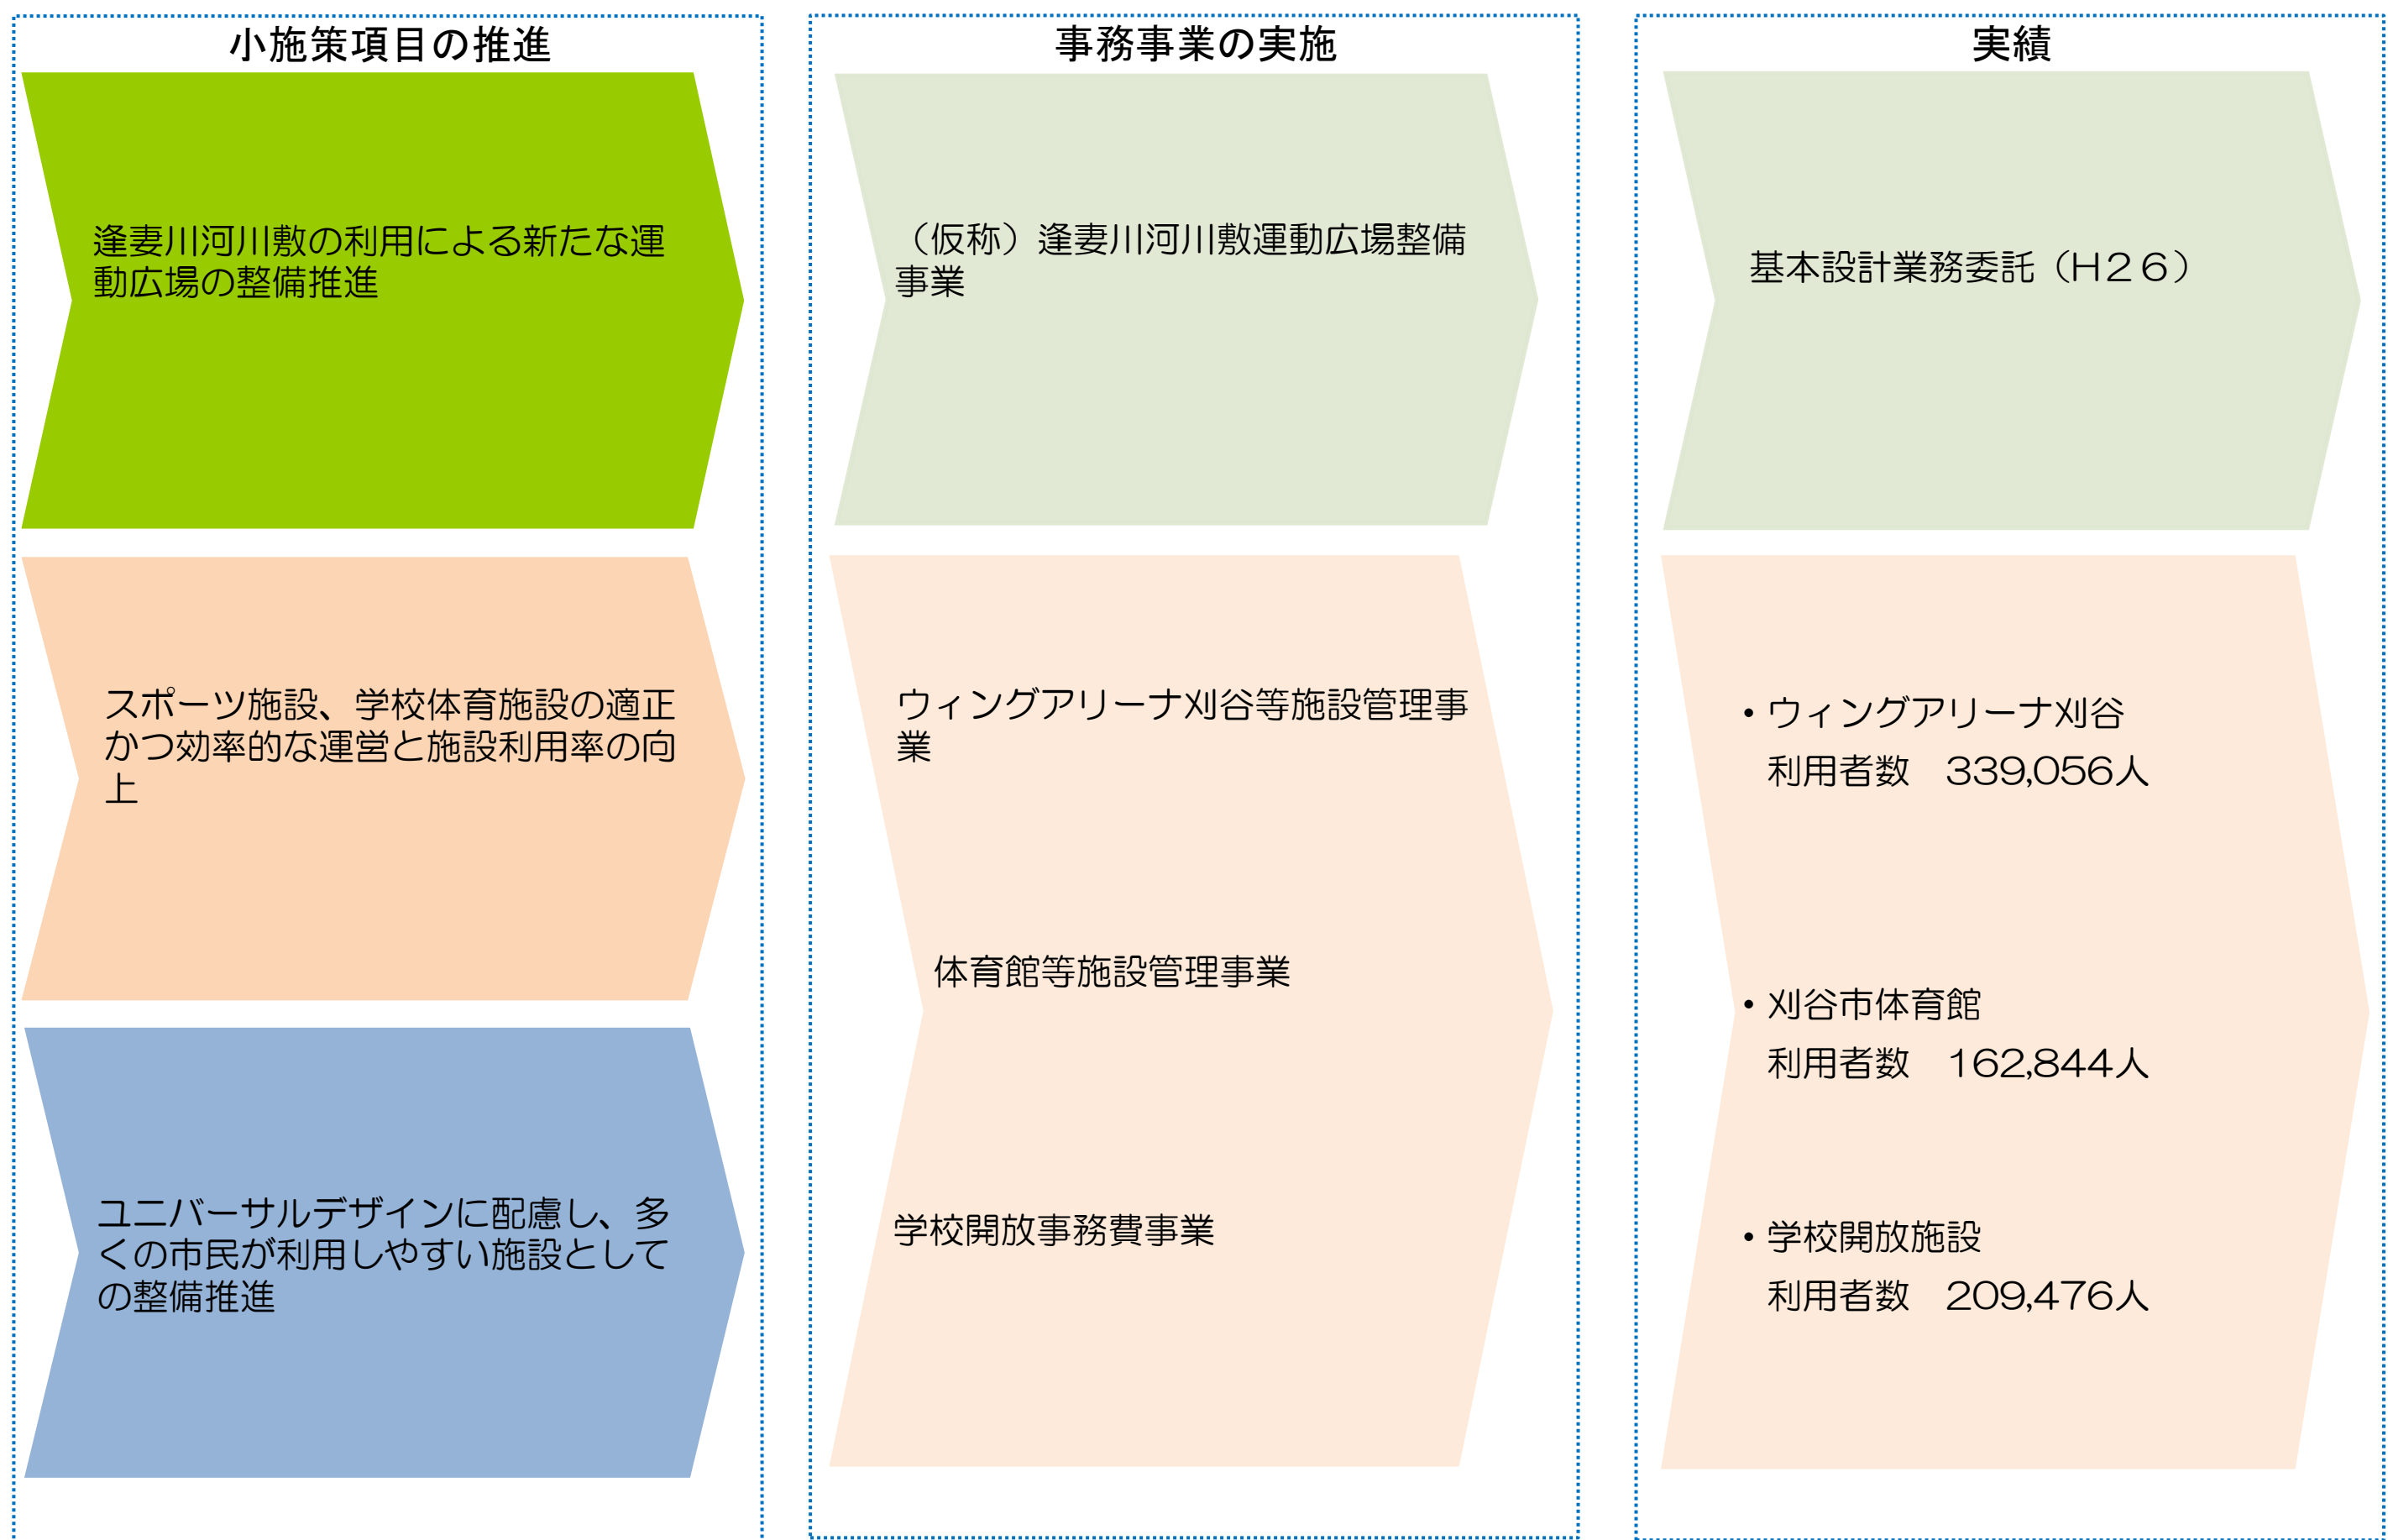 小施策項目の推進
逢妻川河川敷の利用による新たな運
動広場の整備推進
スポーツ施設、学校体育施設の適正
かつ効率的な運営と施設利用率の向
上
ユニバーサルデザインに配慮し、多
くの市民が利用しやすい施設として
の整備推進
事務事業の実施
（仮称）逢妻川河川敷運動広場整備
事業
ウィングアリーナ刈谷等施設管理事
業
体育館等施設管理事業
学校開放事務費事業
実績
基本設計業務委託（Ｈ２６）
・ウィングアリーナ刈谷
利用者数　339,056人
・刈谷市体育館
利用者数　162,844人
・学校開放施設
利用者数　209,476人